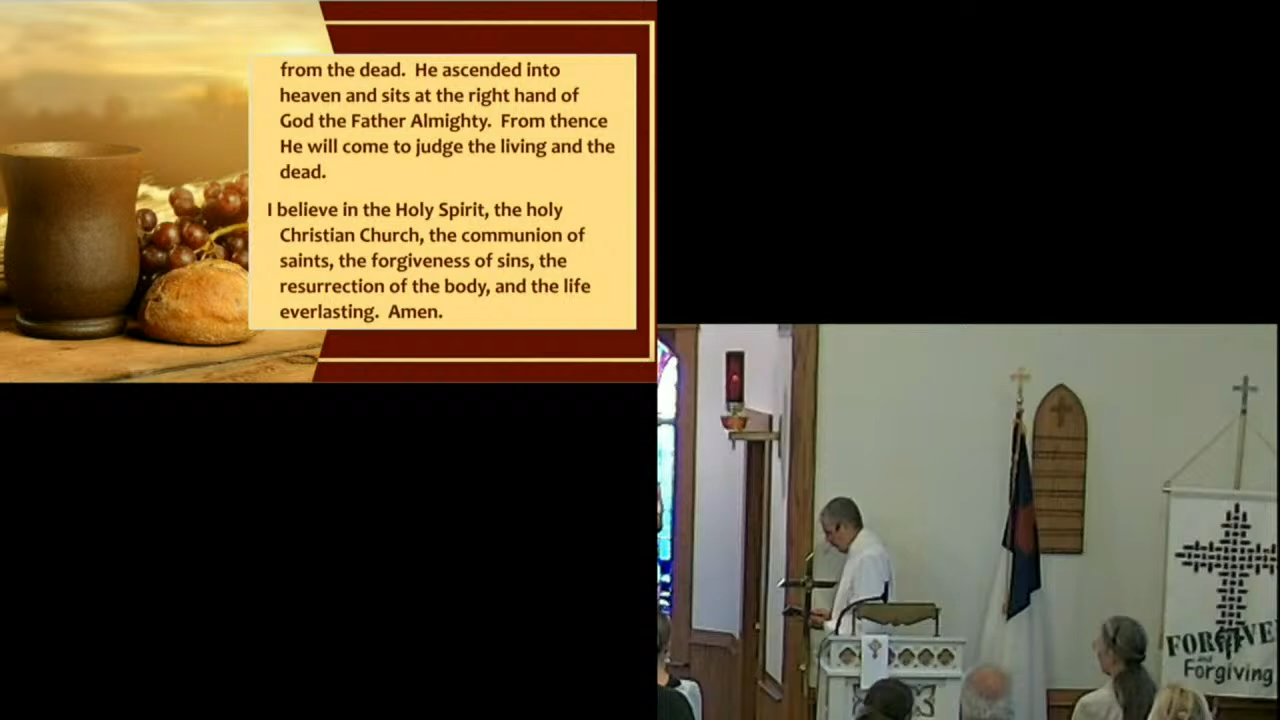 from the dead.  He ascended into
heaven and sits at the right hand of
God the Father Almighty.  From thence
He will come to judge the living and the
dead.
I believe in the Holy Spirit, the holy
Christian Church, the communion of
saints, the forgiveness of sins, the
resurrection of the body, and the life
everlasting.  Amen.
FORGIVE
and
Forgiving